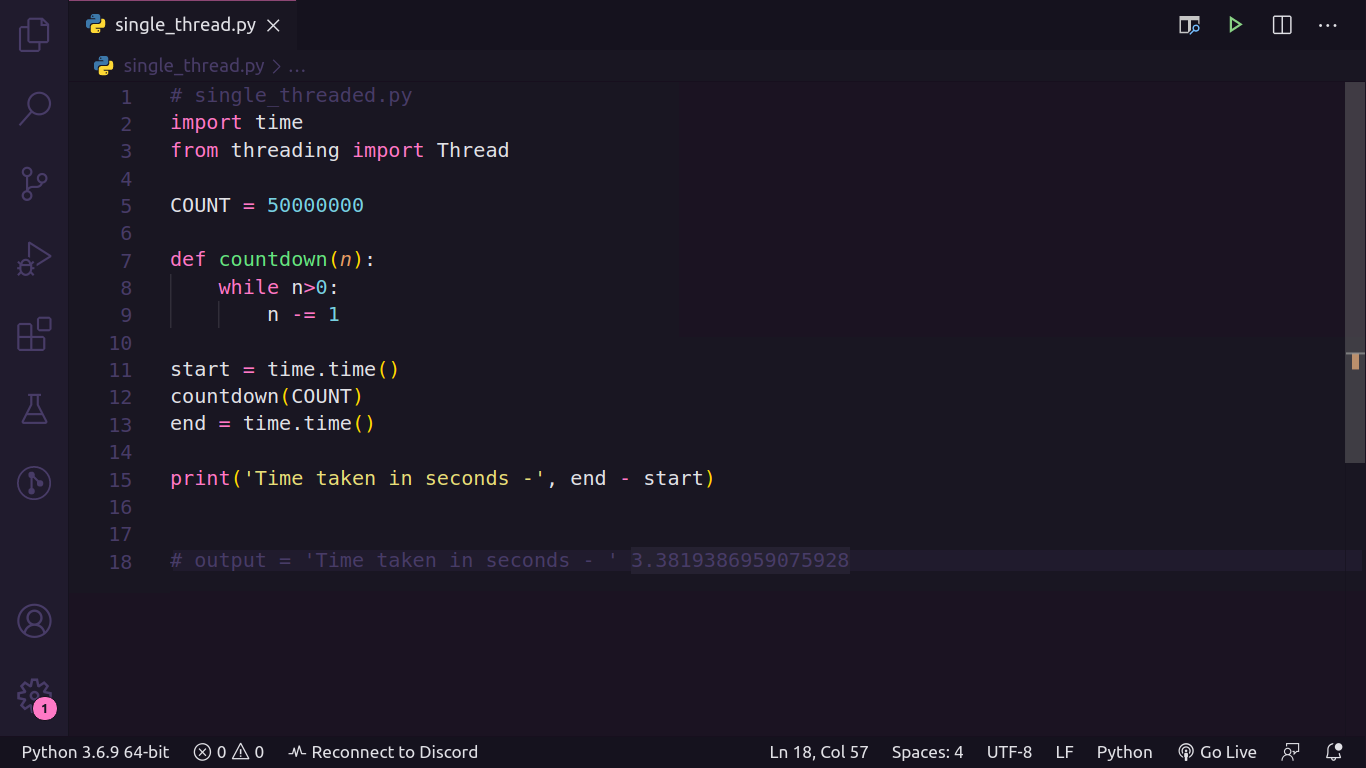 single_thread.py
single_thread.py > ...
1 # single_threaded.py
2 import time
3 from threading import Thread
4
5 COUNT = 50000000
6
7 def countdown(n):
8     while n>0:
9         n -= 1
10
11 start = time.time()
12 countdown(COUNT)
13 end = time.time()
14
15 print('Time taken in seconds -', end - start)
16
17
18 # output = 'Time taken in seconds - ' 3.3819386959075928
1
Python 3.6.9 64-bit 0 0 Reconnect to Discord Ln 18, Col 57 Spaces: 4 UTF-8 LF Python Go Live